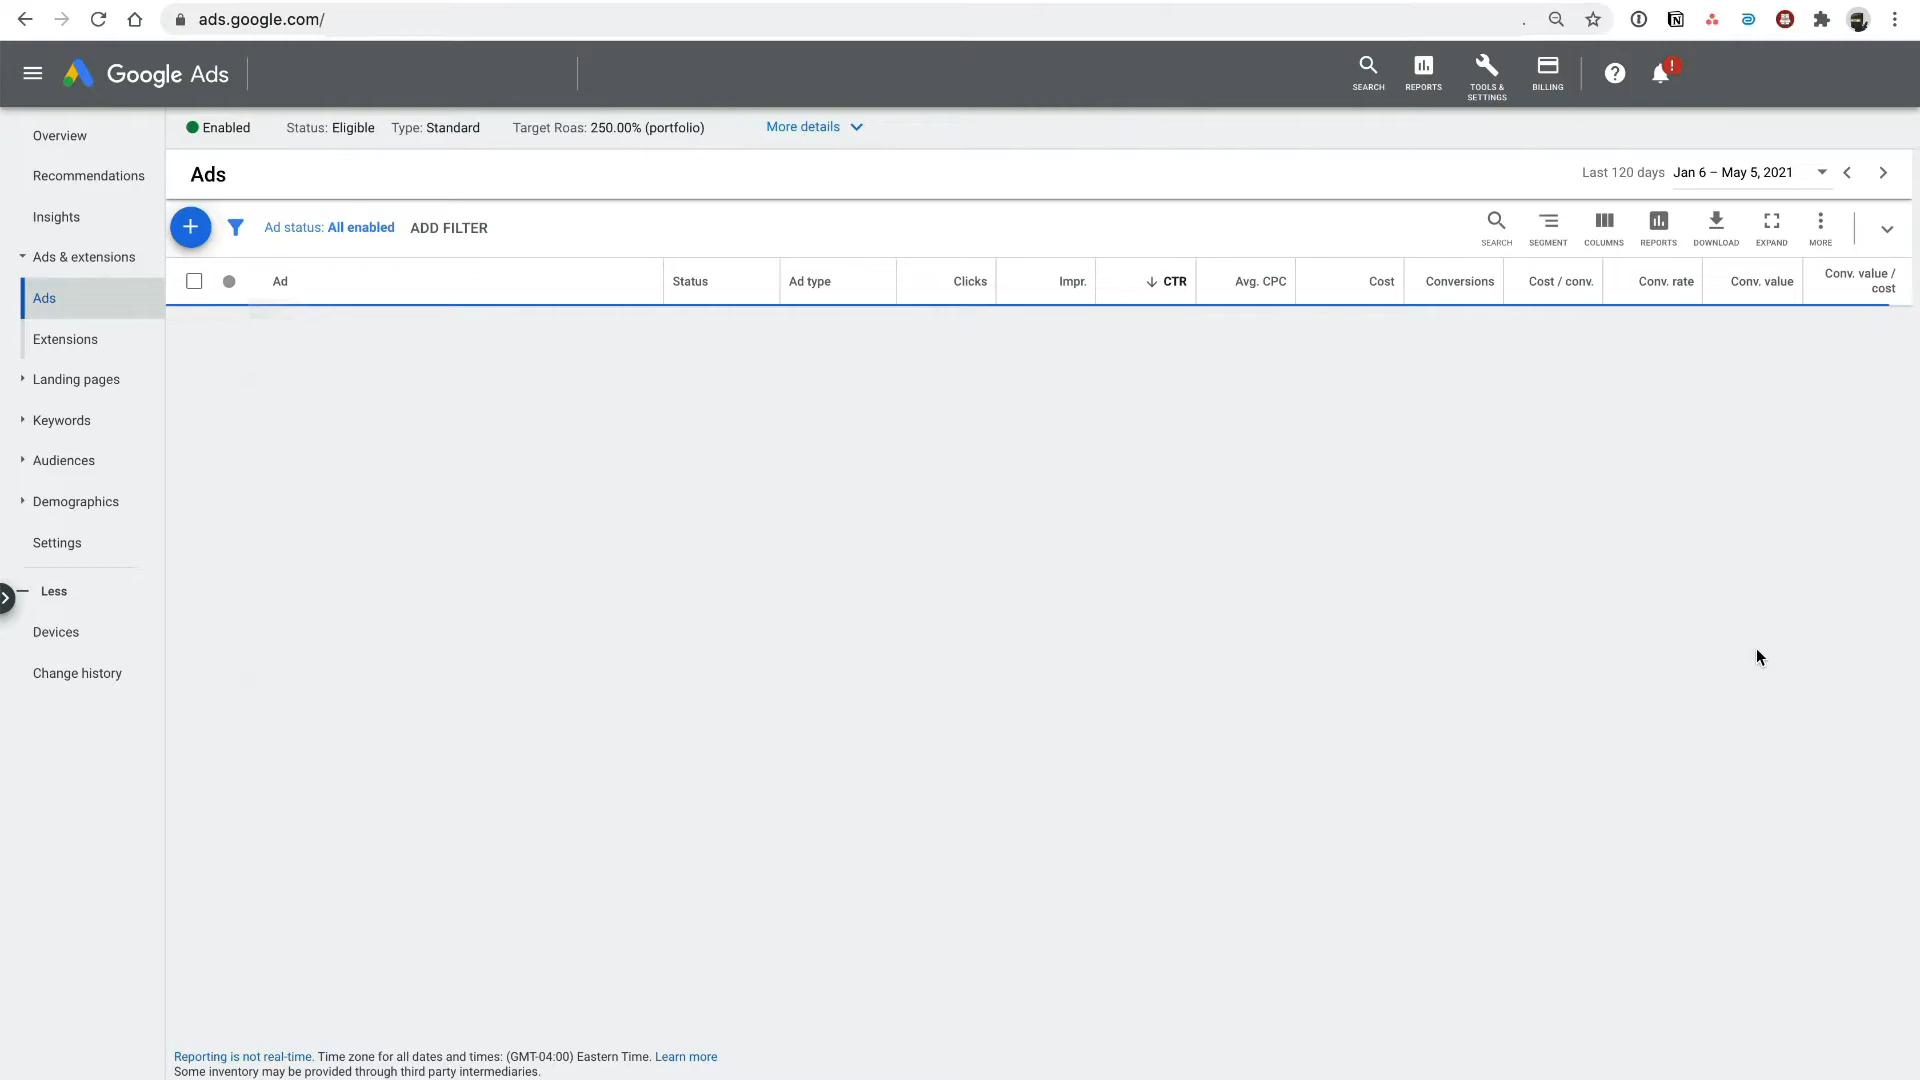 ads.google.com/
Google Ads
SEARCH
REPORTS
TOOLS &
SETTINGS
BILLING
Overview
Recommendations
Insights
Ads & extensions
Ads
Extensions
Landing pages
Keywords
Audiences
Demographics
Settings
Less
Devices
Change history
Enabled Status: Eligible Type: Standard Target Roas: 250.00% (portfolio) More details
Ads
Last 120 days Jan 6 – May 5, 2021
Ad status: All enabled ADD FILTER
SEARCH SEGMENT COLUMNS REPORTS DOWNLOAD EXPAND MORE
Ad Status Ad type Clicks Impr. CTR Avg. CPC Cost Conversions Cost / conv. Conv. rate Conv. value Conv. value /
cost
Reporting is not real-time. Time zone for all dates and times: (GMT-04:00) Eastern Time. Learn more
Some inventory may be provided through third party intermediaries.